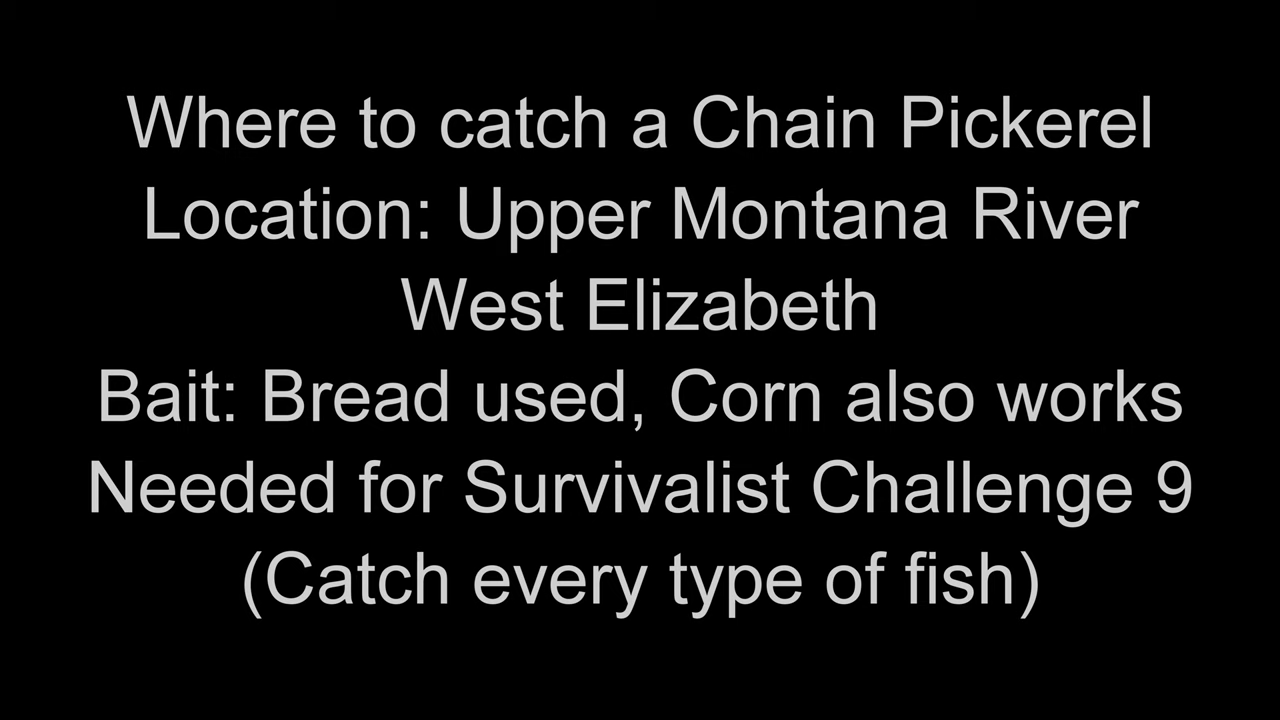 Where to catch a Chain Pickerel
Location: Upper Montana River
West Elizabeth
Bait: Bread used, Corn also works
Needed for Survivalist Challenge 9
(Catch every type of fish)